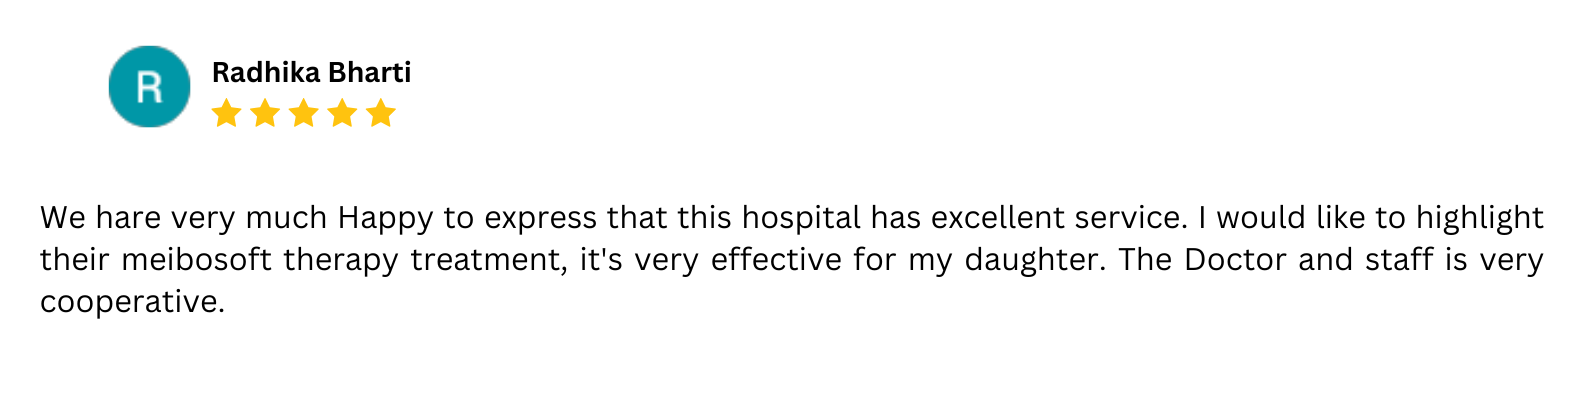 R
Radhika Bharti
We hare very much Happy to express that this hospital has excellent service. I would like to highlight
their meibosoft therapy treatment, it's very effective for my daughter. The Doctor and staff is very
cooperative.